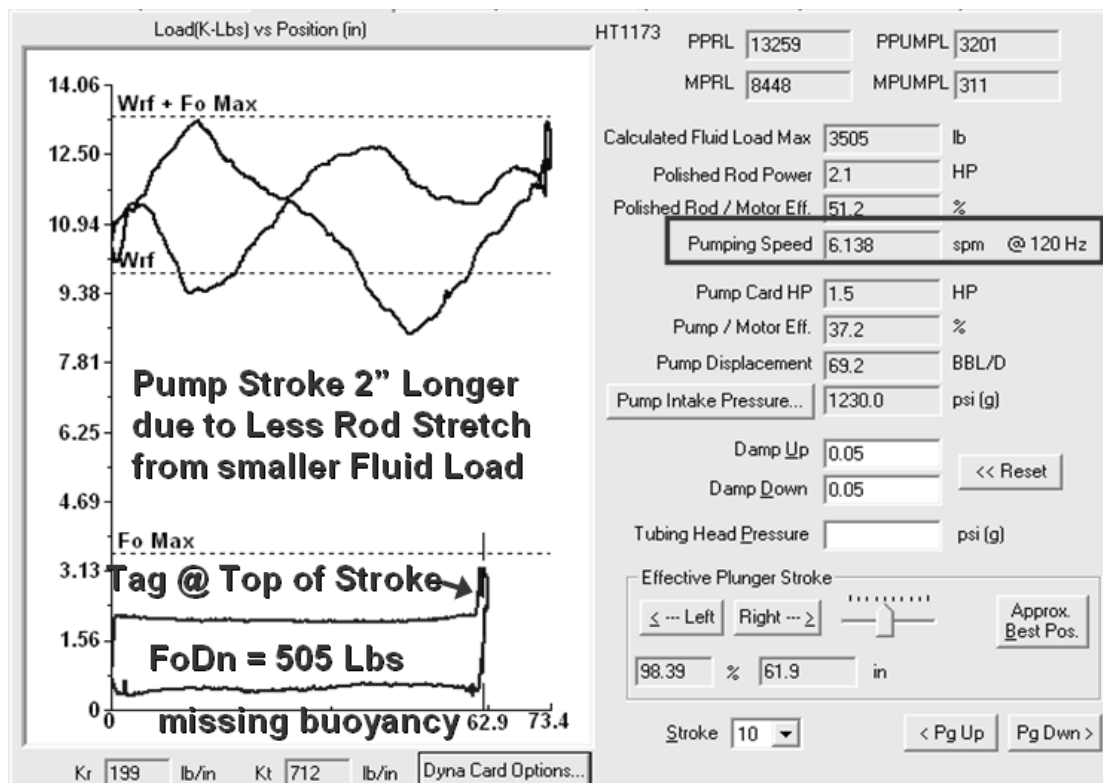 Load(K-Lbs) vs Position (in)
14.06
12.50
10.94
9.38
7.81
6.25
4.69
3.13
1.56
0
Wrf + Fo Max
Wrf
Pump Stroke 2” Longer
due to Less Rod Stretch
from smaller Fluid Load
Fo Max
Tag @ Top of Stroke
FoDn = 505 Lbs
missing buoyancy
0 62.9 73.4
Kr 199 lb/in Kt 712 lb/in Dyna Card Options...
HT1173 PPRL 13259 PPUMPL 3201
MPRL 8448 MPUMPL 311
Calculated Fluid Load Max 3505 lb
Polished Rod Power 2.1 HP
Polished Rod / Motor Eff. 51.2 %
Pumping Speed 6.138 spm @ 120 Hz
Pump Card HP 1.5 HP
Pump / Motor Eff. 37.2 %
Pump Displacement 69.2 BBL/D
Pump Intake Pressure... 1230.0 psi (g)
Damp Up 0.05
<< Reset
Damp Down 0.05
Tubing Head Pressure psi (g)
Effective Plunger Stroke
< --- Left Right --- > Approx.
Best Pos.
98.39 % 61.9 in
Stroke 10 < Pg Up Pg Dwn >